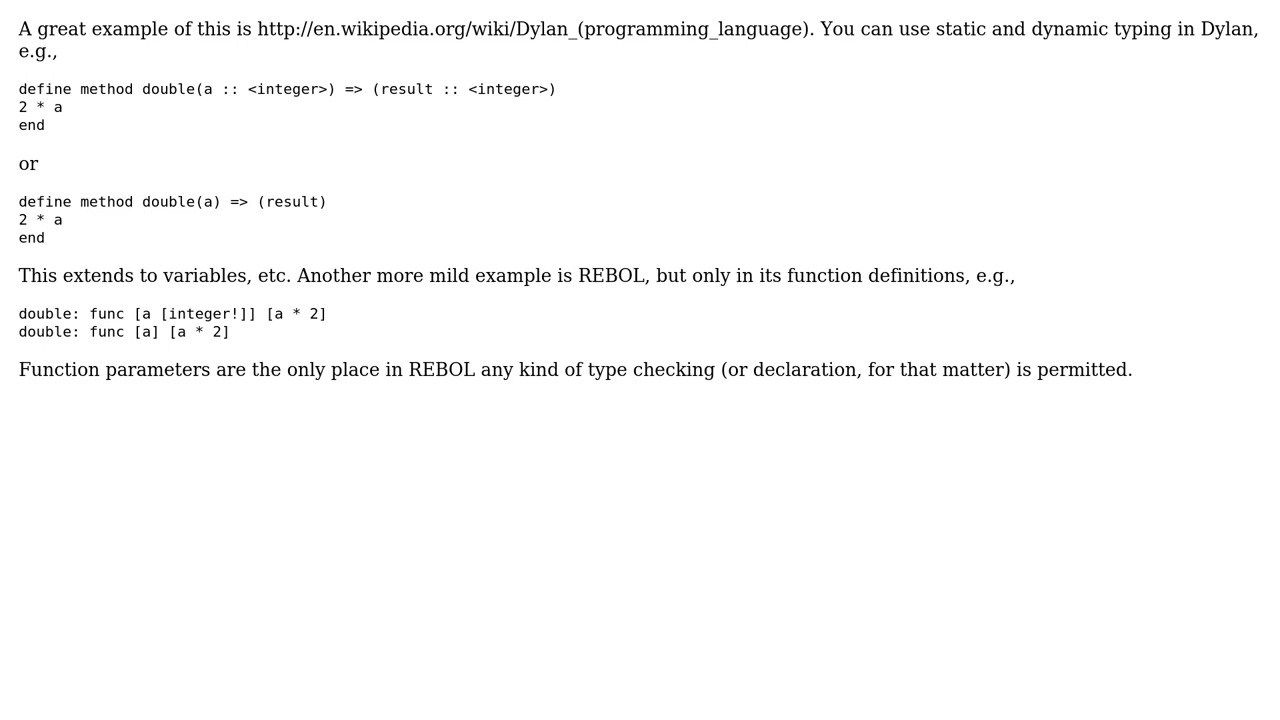 A great example of this is http://en.wikipedia.org/wiki/Dylan_(programming_language). You can use static and dynamic typing in Dylan,
e.g.,
define method double(a :: <integer>) => (result :: <integer>)
2 * a
end
or
define method double(a) => (result)
2 * a
end
This extends to variables, etc. Another more mild example is REBOL, but only in its function definitions, e.g.,
double: func [a [integer!]] [a * 2]
double: func [a] [a * 2]
Function parameters are the only place in REBOL any kind of type checking (or declaration, for that matter) is permitted.